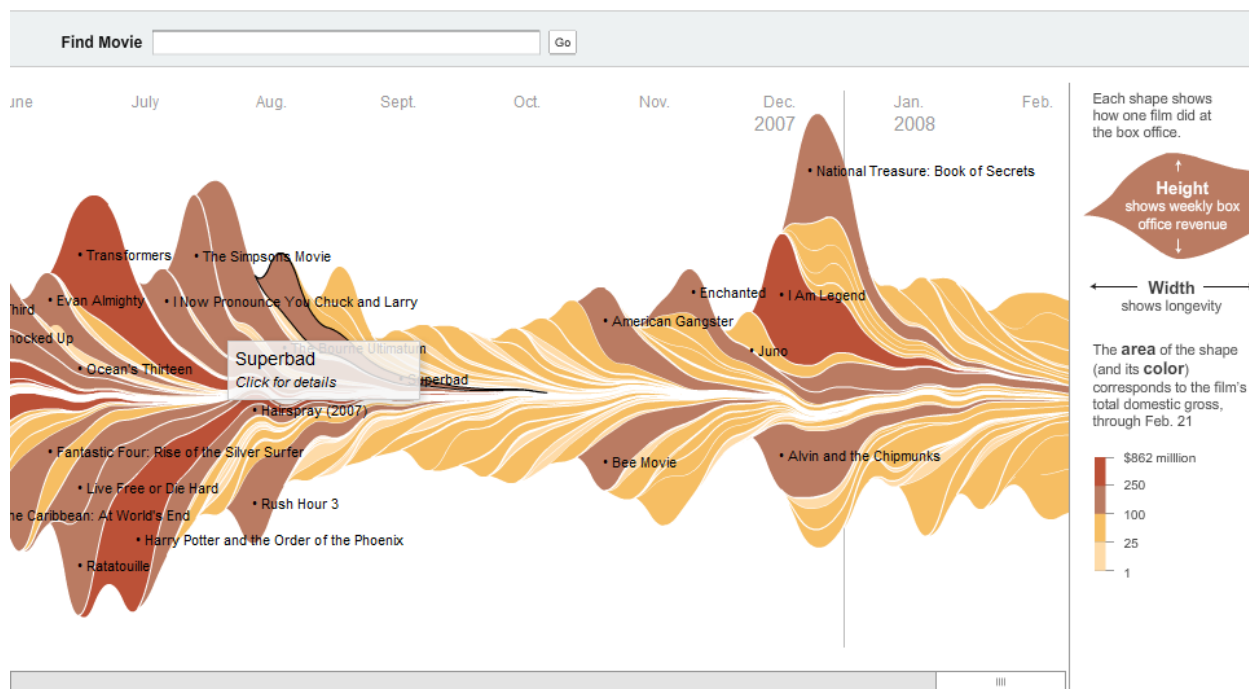 Find Movie
Go
une
July
Aug.
Sept.
Oct.
Nov.
Dec.
2007
Jan.
2008
Feb.
• National Treasure: Book of Secrets
• Transformers
• The Simpsons Movie
• Evan Almighty
• I Now Pronounce You Chuck and Larry
Third
• Enchanted
• I Am Legend
• American Gangster
nocked Up
• The Bourne Ultimatum
• Juno
• Ocean's Thirteen
Superbad
Click for details
• Superbad
• Hairspray (2007)
• Fantastic Four: Rise of the Silver Surfer
• Bee Movie
• Alvin and the Chipmunks
• Live Free or Die Hard
• Rush Hour 3
he Caribbean: At World's End
• Harry Potter and the Order of the Phoenix
• Ratatouille
Each shape shows
how one film did at
the box office.
Height
shows weekly box
office revenue
Width
shows longevity
The area of the shape
(and its color)
corresponds to the film's
total domestic gross,
through Feb. 21
$862 milllion
250
100
25
1